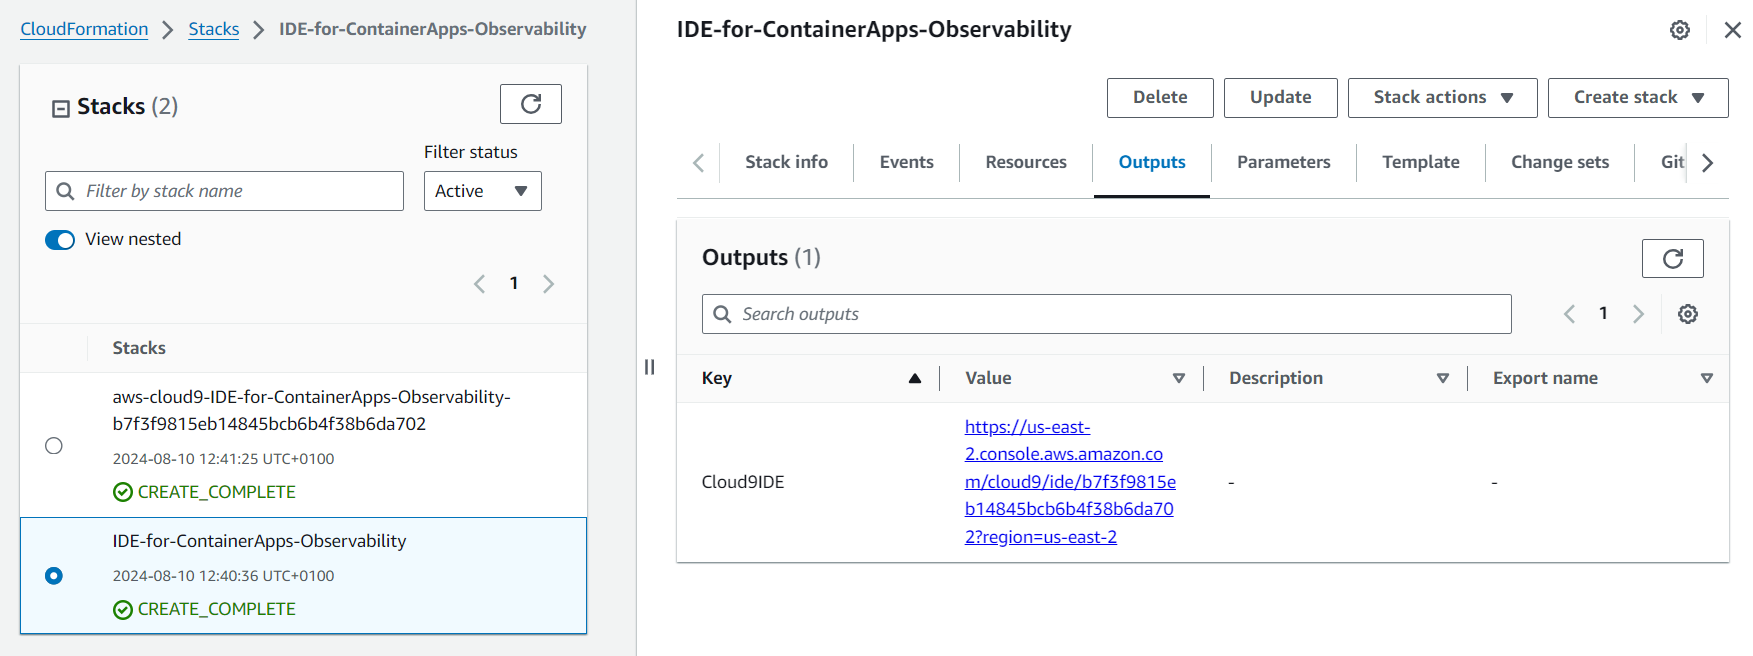 CloudFormation > Stacks > IDE-for-ContainerApps-Observability
Stacks (2)
Filter status
Filter by stack name
Active
View nested
1
Stacks
aws-cloud9-IDE-for-ContainerApps-Observability-
b7f3f9815eb14845bcb6b4f38b6da702
2024-08-10 12:41:25 UTC+0100
CREATE_COMPLETE
IDE-for-ContainerApps-Observability
2024-08-10 12:40:36 UTC+0100
CREATE_COMPLETE
IDE-for-ContainerApps-Observability
Delete Update Stack actions Create stack
Stack info Events Resources Outputs Parameters Template Change sets Git
Outputs (1)
Search outputs
1
Key Value Description Export name
Cloud9IDE
https://us-east-
2.console.aws.amazon.co
m/cloud9/ide/b7f3f9815e
b14845bcb6b4f38b6da70
2?region=us-east-2
- -